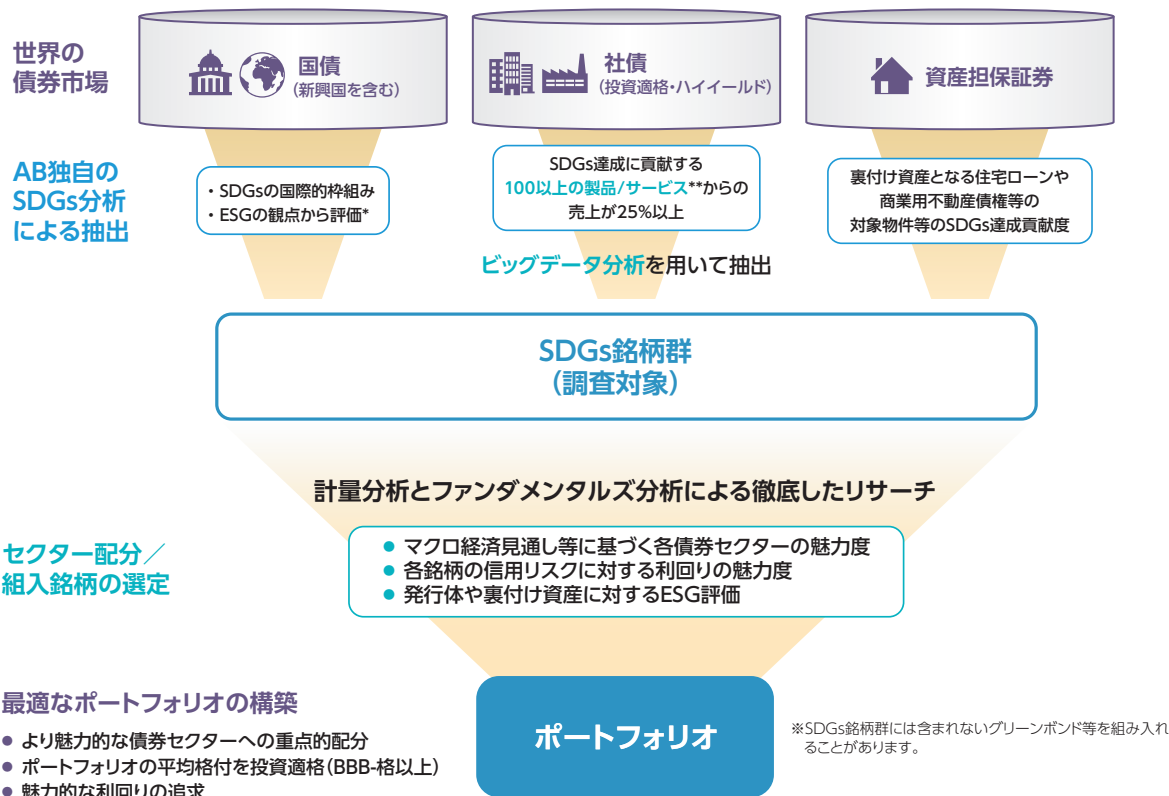 世界の
債券市場
国債
(新興国を含む)
社債
(投資適格・ハイイールド)
資産担保証券
AB独自の
SDGs分析
による抽出
・SDGsの国際的枠組み
・ESGの観点から評価*
SDGs達成に貢献する
100以上の製品/サービス**からの
売上が25%以上
裏付け資産となる住宅ローンや
商業用不動産債権等の
対象物件等のSDGs達成貢献度
ビッグデータ分析を用いて抽出
SDGs銘柄群
(調査対象)
計量分析とファンダメンタルズ分析による徹底したリサーチ
セクター配分／
組入銘柄の選定
● マクロ経済見通し等に基づく各債券セクターの魅力度
● 各銘柄の信用リスクに対する利回りの魅力度
● 発行体や裏付け資産に対するESG評価
最適なポートフォリオの構築
● より魅力的な債券セクターへの重点的配分
● ポートフォリオの平均格付を投資適格(BBB-格以上)
● 魅力的な利回りの追求
ポートフォリオ
※SDGs銘柄群には含まれないグリーンボンド等を組み入れ
ることがあります。